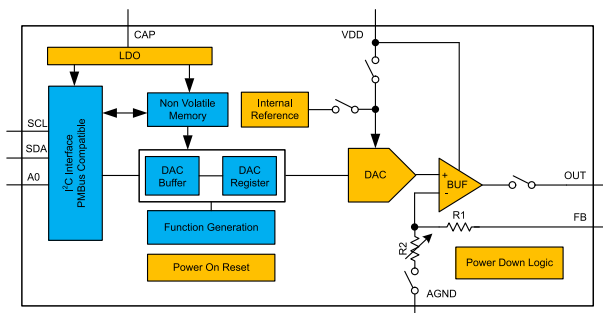 CAP
VDD
LDO
I²C Interface
PMBus Compatible
Non Volatile
Memory
Internal
Reference
SCL
SDA
A0
DAC
Buffer
DAC
Register
DAC
+
-
BUF
OUT
Function Generation
R1
FB
R2
Power On Reset
Power Down Logic
AGND